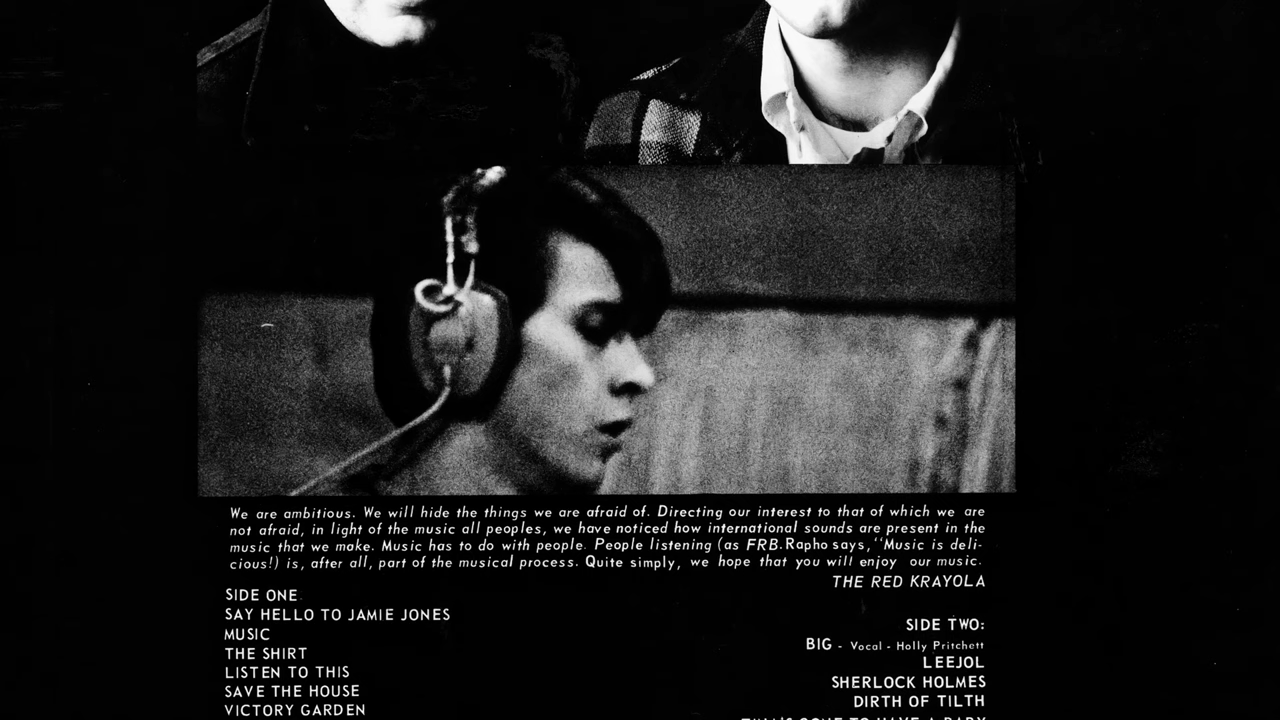 We are ambitious. We will hide the things we are afraid of. Directing our interest to that of which we are
not afraid, in light of the music all peoples, we have noticed how international sounds are present in the
music that we make. Music has to do with people. People listening (as FRB. Rapho says, "Music is deli-
cious!) is, after all, part of the musical process. Quite simply, we hope that you will enjoy our music.
THE RED KRAYOLA
SIDE ONE
SAY HELLO TO JAMIE JONES
MUSIC
THE SHIRT
LISTEN TO THIS
SAVE THE HOUSE
VICTORY GARDEN
SIDE TWO:
BIG - Vocal - Holly Pritchett
LEEJOL
SHERLOCK HOLMES
DIRTH OF TILTH